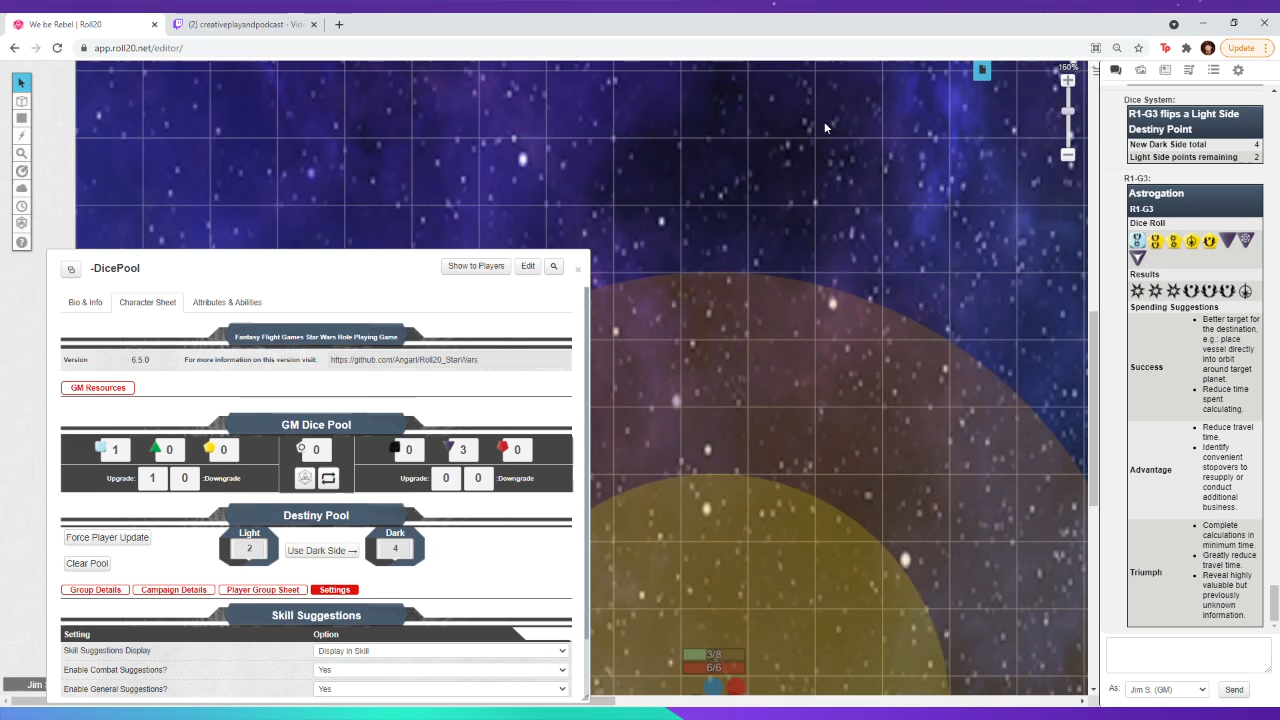 We be Rebel | Roll20
(2) creativeplayandpodcast - Vid
app.roll20.net/editor/
Update
160%
-DicePool
Show to Players
Edit
Bio & Info
Character Sheet
Attributes & Abilities
Fantasy Flight Games Star Wars Role Playing Game
Version 6.5.0 For more information on this version visit: https://github.com/Angarl/Roll20_StarWars
GM Resources
GM Dice Pool
1 0 0 0 0 3 0
Upgrade: 1 0 :Downgrade Upgrade: 0 0 :Downgrade
Destiny Pool
Force Player Update
Clear Pool
Light
2
Use Dark Side →
Dark
4
Group Details
Campaign Details
Player Group Sheet
Settings
Skill Suggestions
Setting Option
Skill Suggestions Display Display in Skill
Enable Combat Suggestions? Yes
Enable General Suggestions? Yes
Jim
3/8
6/6
Dice System:
R1-G3 flips a Light Side
Destiny Point
New Dark Side total 4
Light Side points remaining 2
R1-G3:
Astrogation
R1-G3
Dice Roll
Results
Spending Suggestions
Success
Better target for
the destination,
e.g.: place
vessel directly
into orbit
around target
planet.
Reduce time
spent
calculating.
Advantage
Reduce travel
time.
Identify
convenient
stopovers to
resupply or
conduct
additional
business.
Triumph
Complete
calculations in
minimum time.
Greatly reduce
travel time.
Reveal highly
valuable but
previously
unknown
information.
As: Jim S. (GM) Send